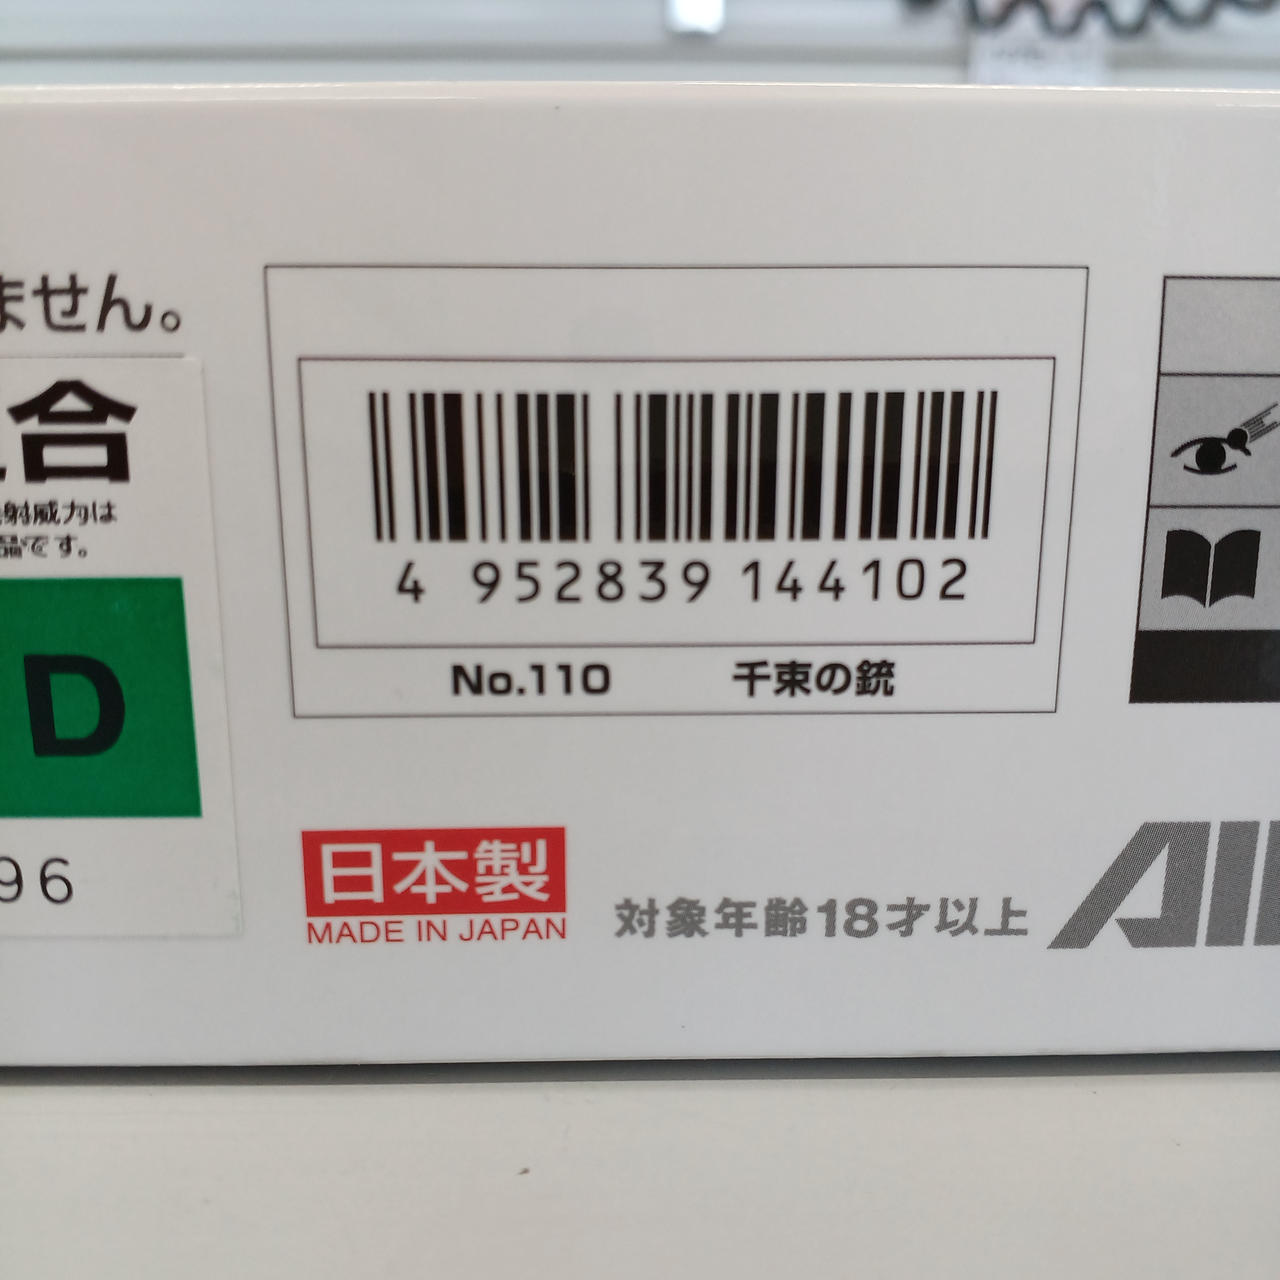 ません。
合
射威力は
品です。
D
96
4 952839 144102
No.110 千束の銃
日本製
MADE IN JAPAN
対象年齢18才以上